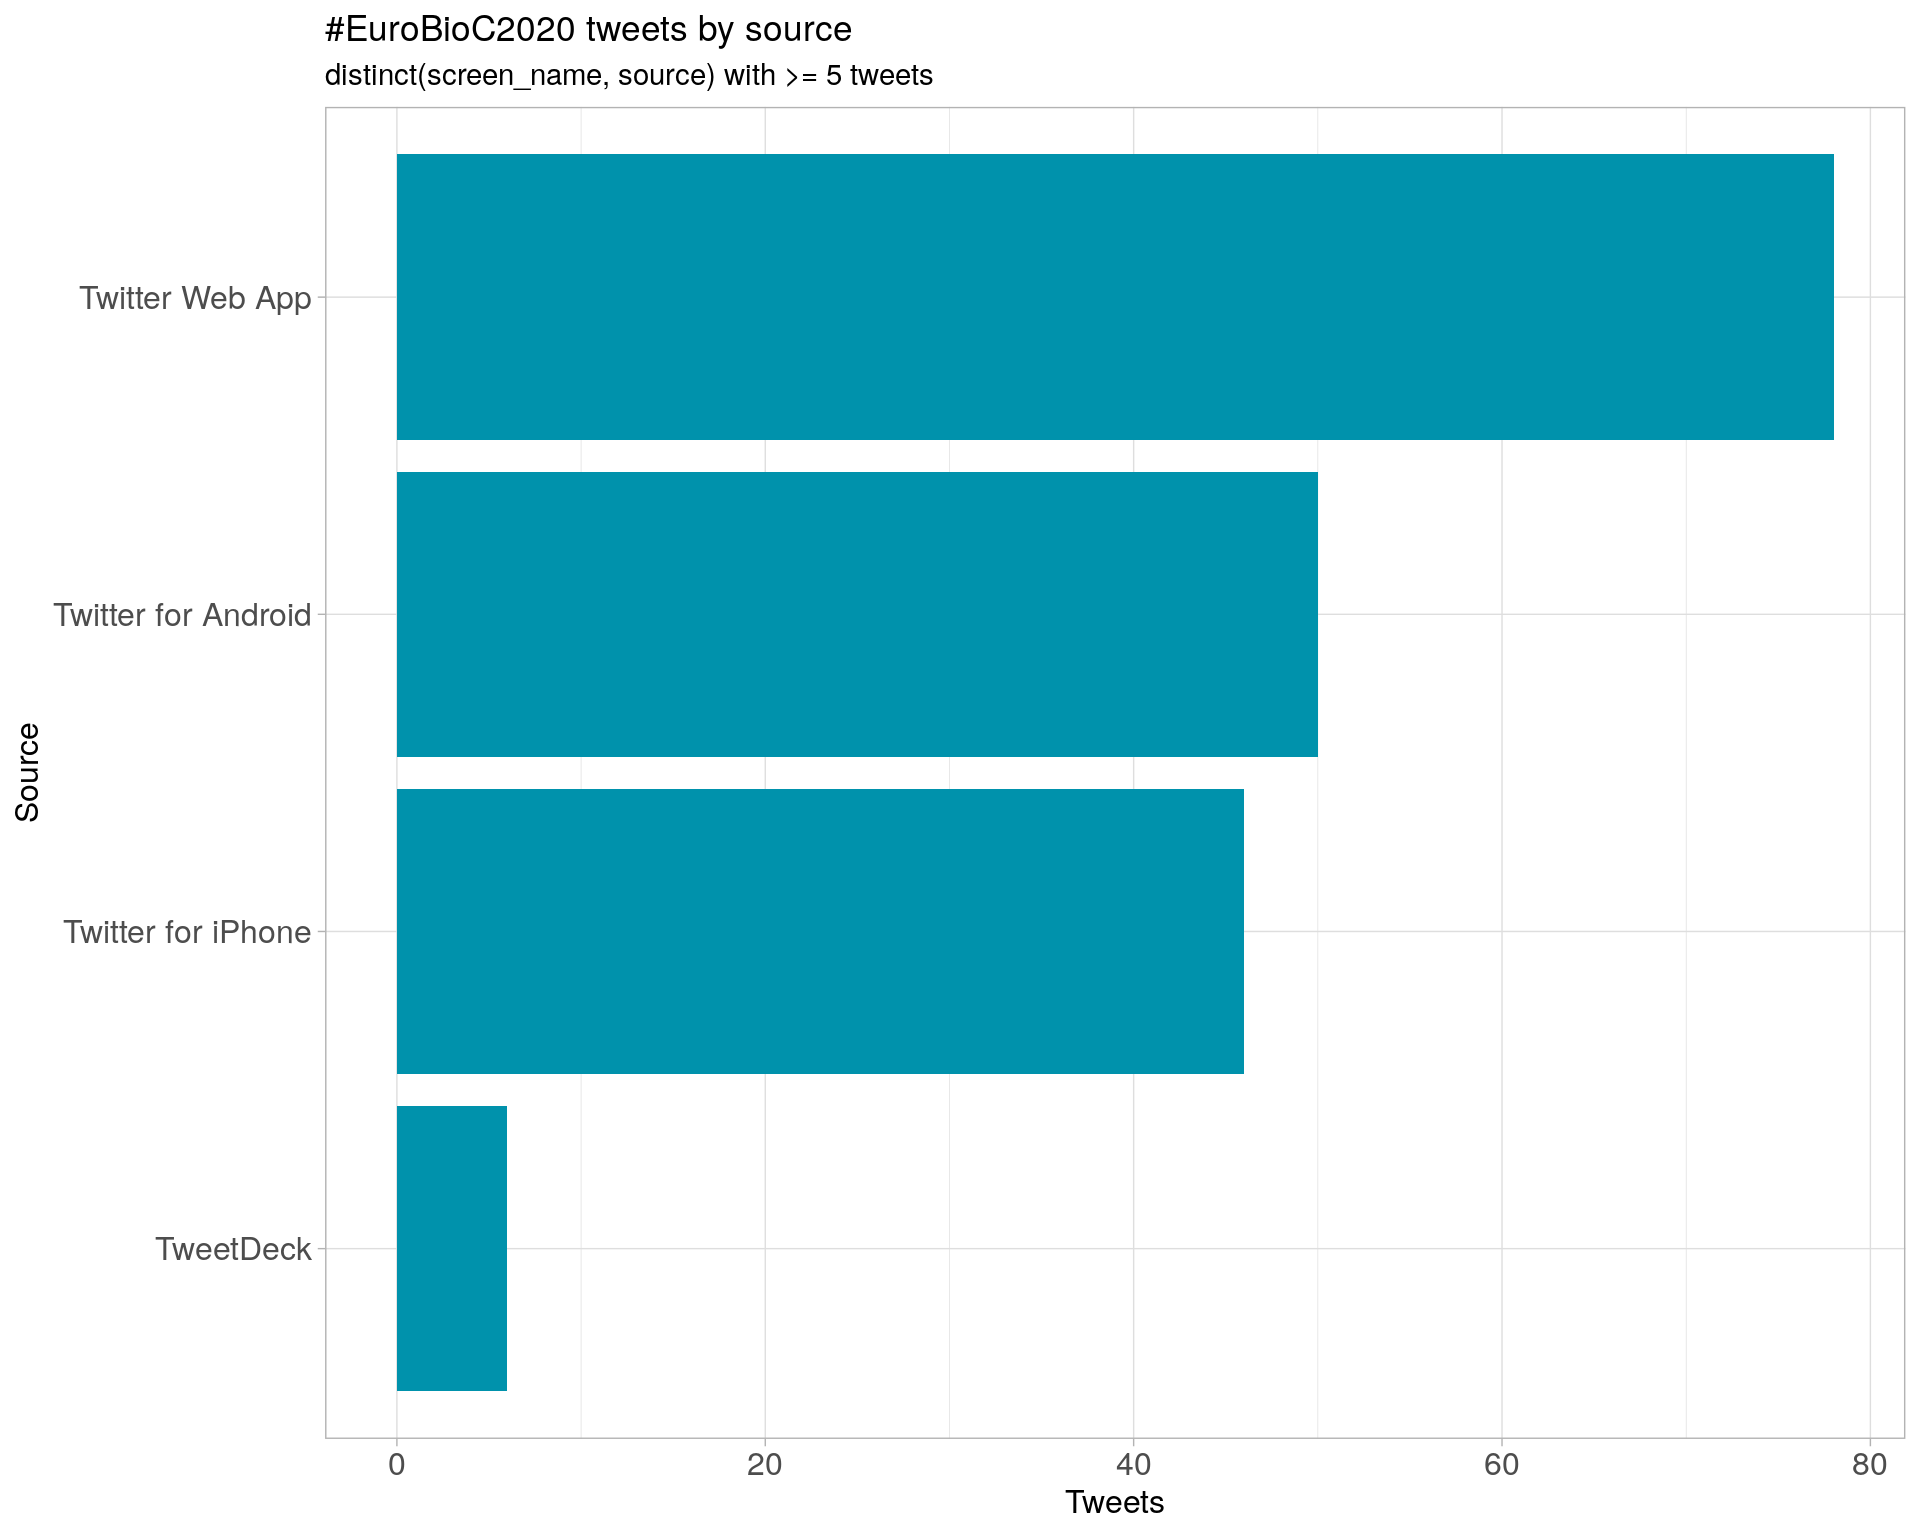 #EuroBioC2020 tweets by source
distinct(screen_name, source) with >= 5 tweets
Twitter Web App
Twitter for Android
Twitter for iPhone
TweetDeck
Source
0 20 40 60 80
Tweets